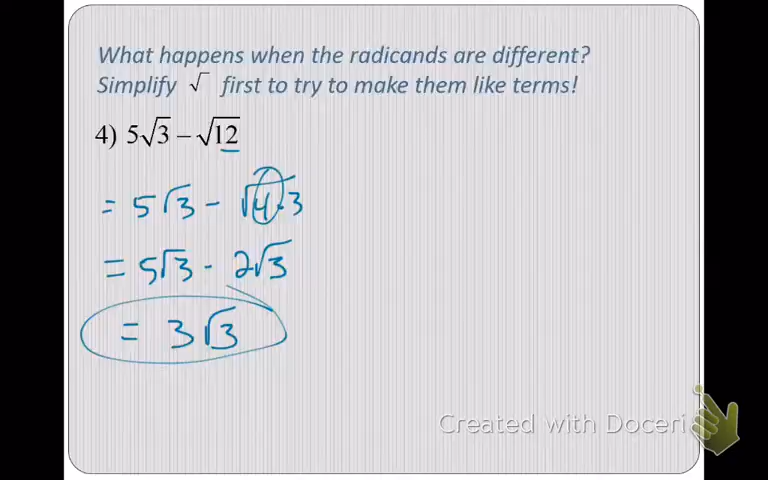 What happens when the radicands are different?
Simplify √ first to try to make them like terms!
4) 5√3 − √12
= 5√3 - √4·3
= 5√3 - 2√3
= 3√3
Created with Doceri